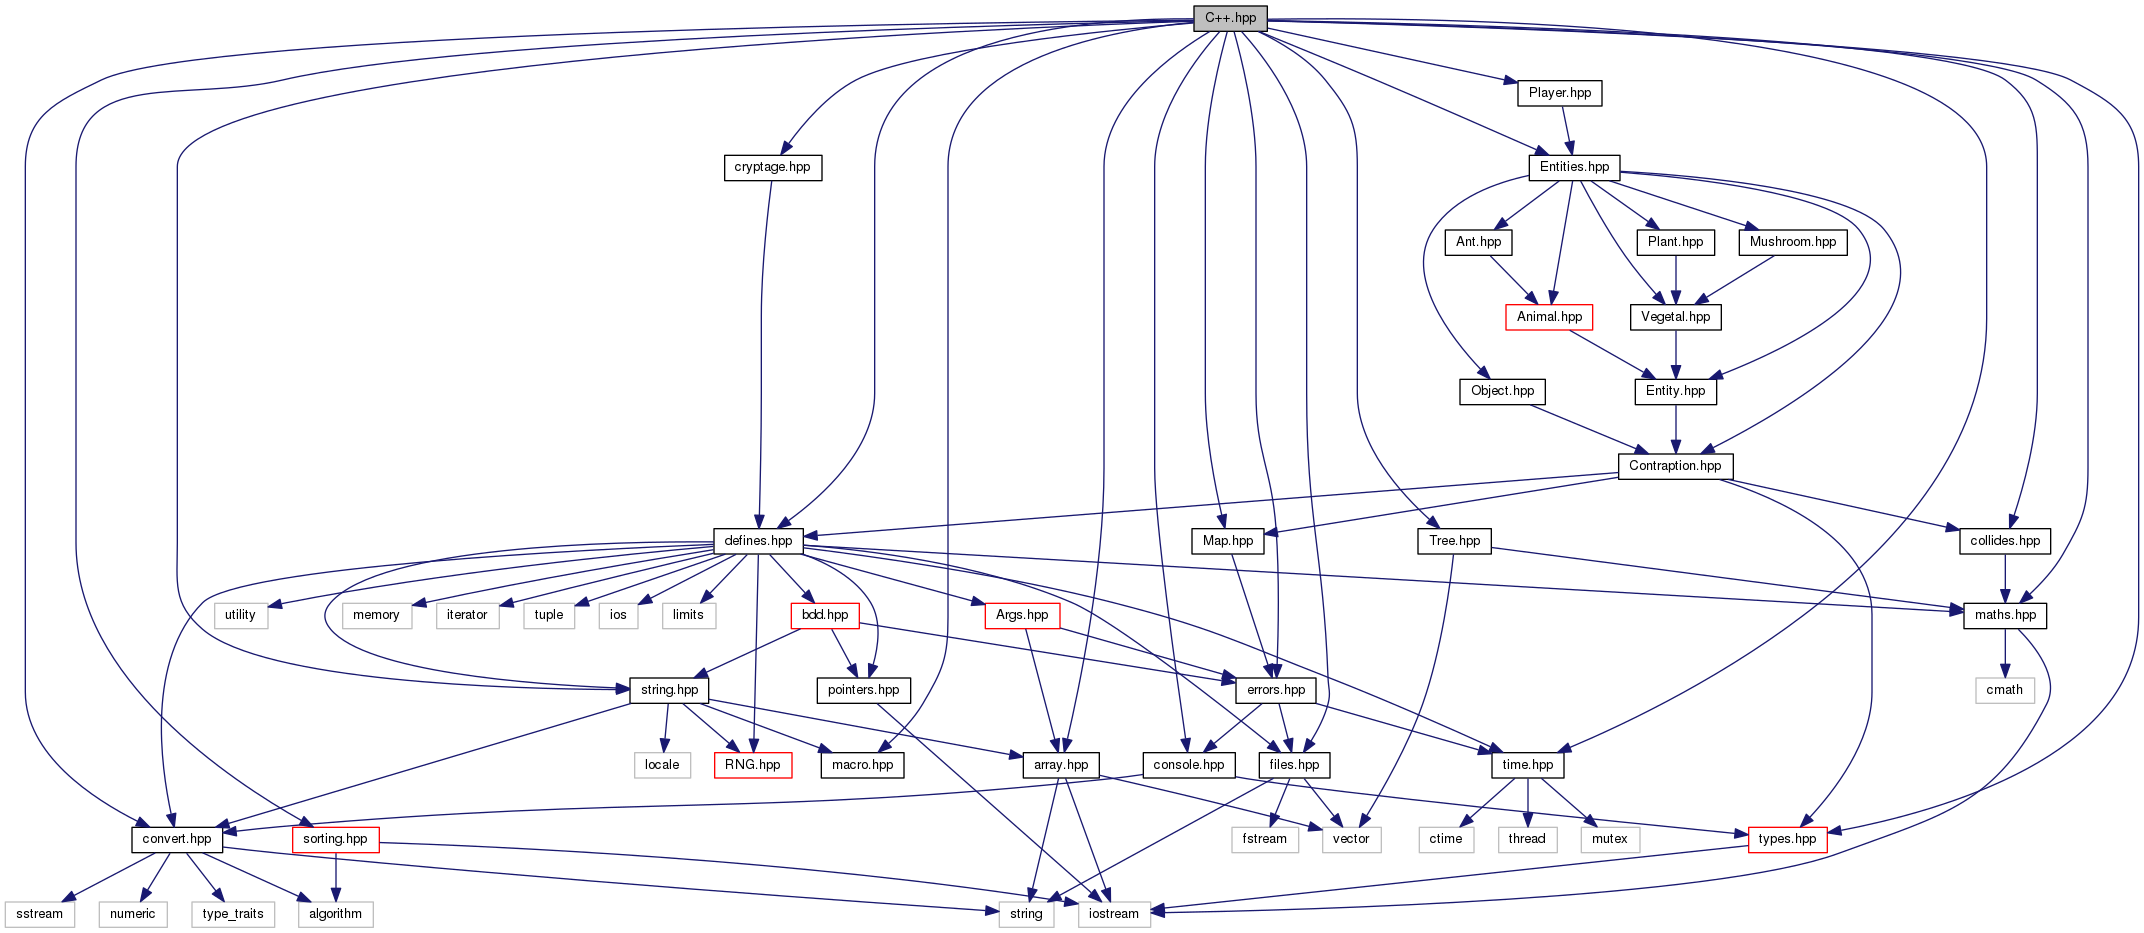 C++.hpp
Player.hpp
cryptage.hpp
Entities.hpp
Ant.hpp
Plant.hpp
Mushroom.hpp
Animal.hpp
Vegetal.hpp
Object.hpp
Entity.hpp
Contraption.hpp
defines.hpp
Map.hpp
Tree.hpp
collides.hpp
utility
memory
iterator
tuple
ios
limits
bdd.hpp
Args.hpp
maths.hpp
string.hpp
pointers.hpp
errors.hpp
cmath
locale
RNG.hpp
macro.hpp
array.hpp
console.hpp
files.hpp
time.hpp
convert.hpp
sorting.hpp
fstream
vector
ctime
thread
mutex
types.hpp
sstream
numeric
type_traits
algorithm
string
iostream